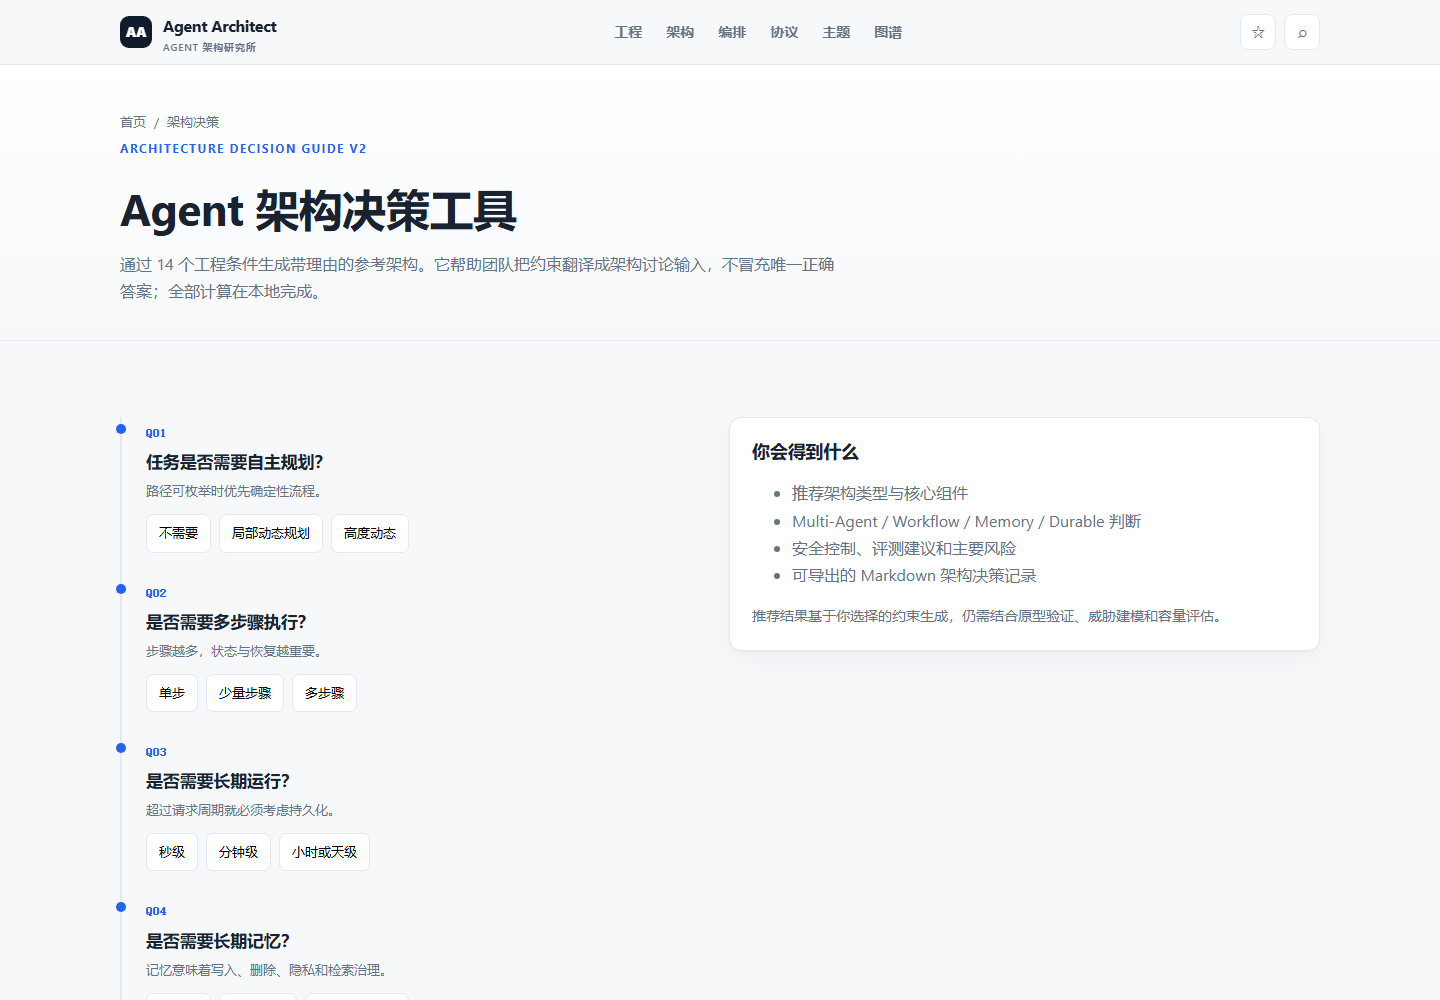 AA
Agent Architect
AGENT 架构研究所
工程 架构 编排 协议 主题 图谱
首页 / 架构决策
ARCHITECTURE DECISION GUIDE V2
Agent 架构决策工具
通过 14 个工程条件生成带理由的参考架构。它帮助团队把约束翻译成架构讨论输入，不冒充唯一正确
答案；全部计算在本地完成。
Q01
任务是否需要自主规划？
路径可枚举时优先确定性流程。
不需要 局部动态规划 高度动态
Q02
是否需要多步骤执行？
步骤越多，状态与恢复越重要。
单步 少量步骤 多步骤
Q03
是否需要长期运行？
超过请求周期就必须考虑持久化。
秒级 分钟级 小时或天级
Q04
是否需要长期记忆？
记忆意味着写入、删除、隐私和检索治理。
你会得到什么
推荐架构类型与核心组件
Multi-Agent / Workflow / Memory / Durable 判断
安全控制、评测建议和主要风险
可导出的 Markdown 架构决策记录
推荐结果基于你选择的约束生成，仍需结合原型验证、威胁建模和容量评估。